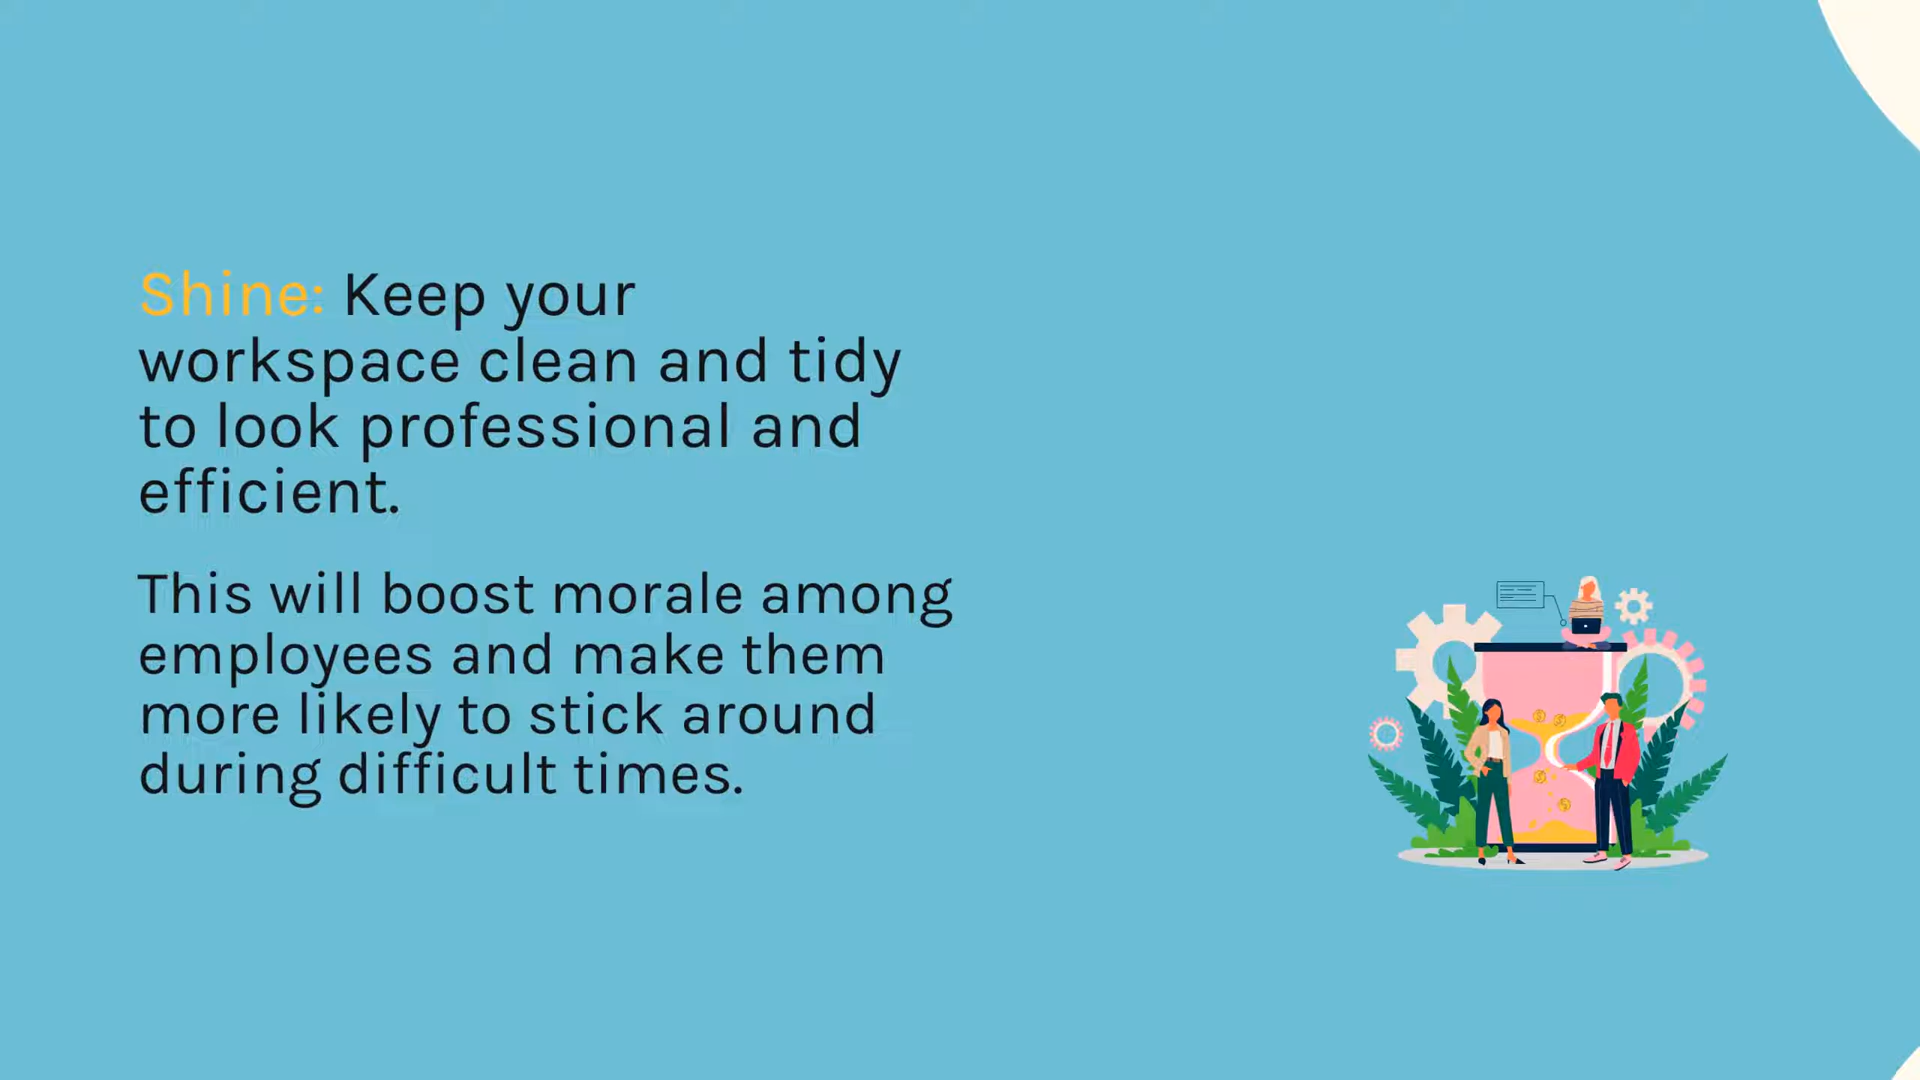 Shine: Keep your
workspace clean and tidy
to look professional and
efficient.
This will boost morale among
employees and make them
more likely to stick around
during difficult times.